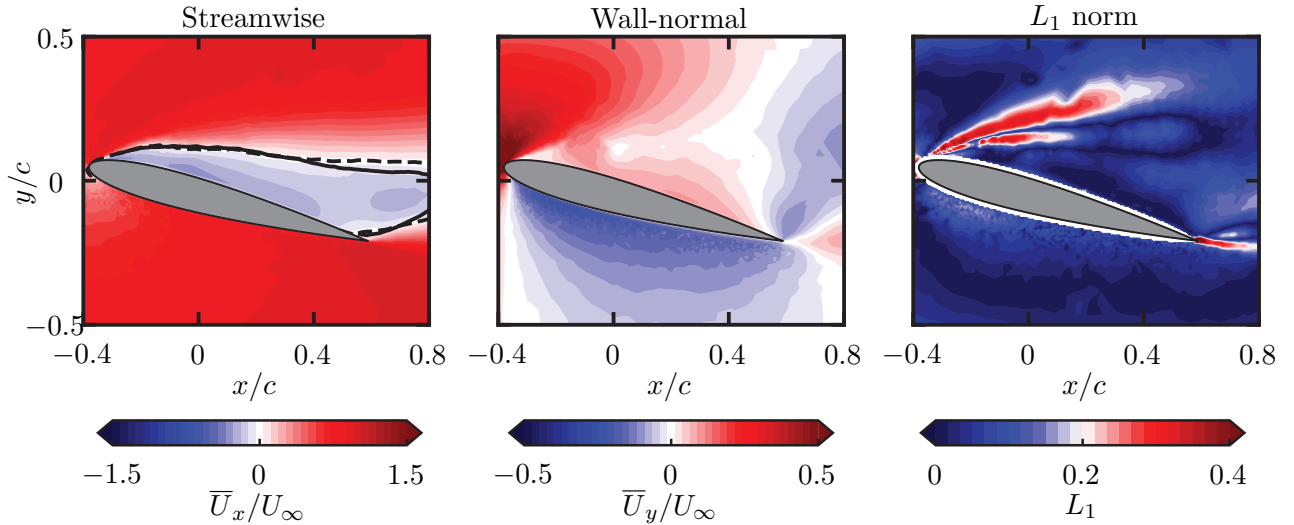 Streamwise Wall-normal L₁ norm
0.5
y/c
0
−0.5
−0.4 0 0.4 0.8 −0.4 0 0.4 0.8 −0.4 0 0.4 0.8
x/c x/c x/c
−1.5 0 1.5 −0.5 0 0.5 0 0.2 0.4
U̅ₓ/U∞ U̅ᵧ/U∞ L₁